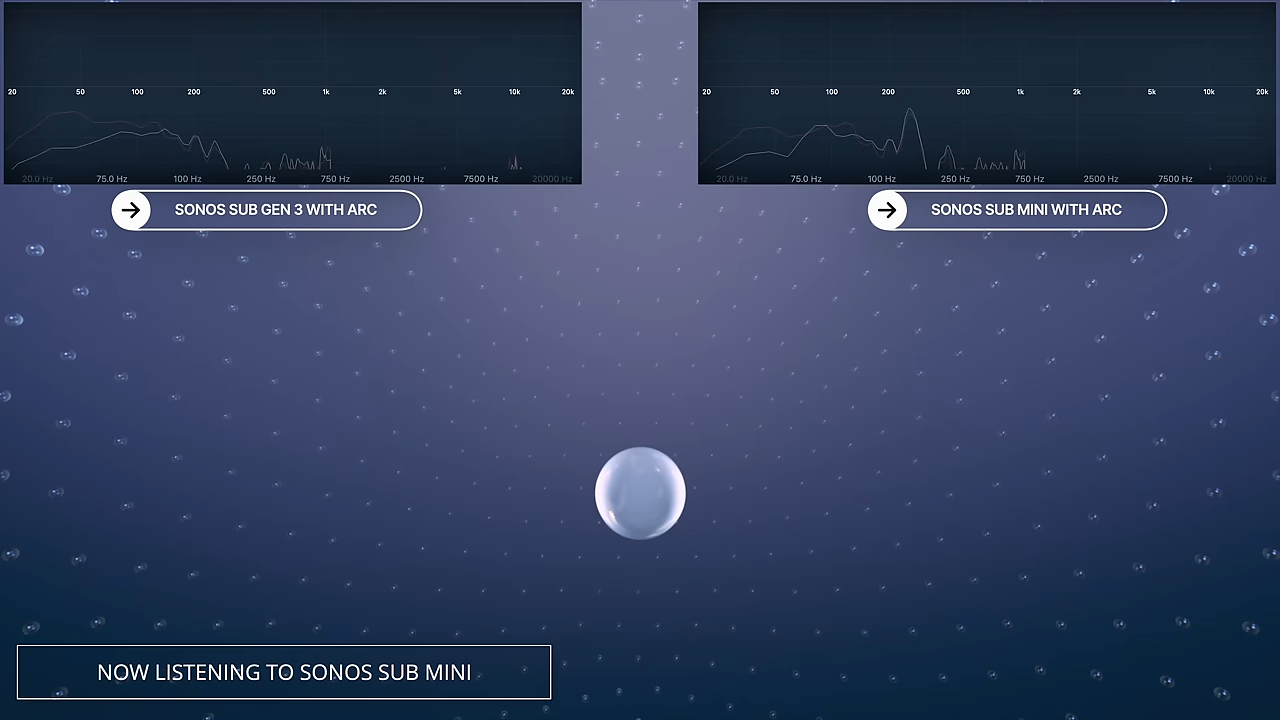 20 50 100 200 500 1k 2k 5k 10k 20k
20.0 Hz 75.0 Hz 100 Hz 250 Hz 750 Hz 2500 Hz 7500 Hz 20000 Hz
SONOS SUB GEN 3 WITH ARC
20 50 100 200 500 1k 2k 5k 10k 20k
20.0 Hz 75.0 Hz 100 Hz 250 Hz 750 Hz 2500 Hz 7500 Hz 20000 Hz
SONOS SUB MINI WITH ARC
NOW LISTENING TO SONOS SUB MINI